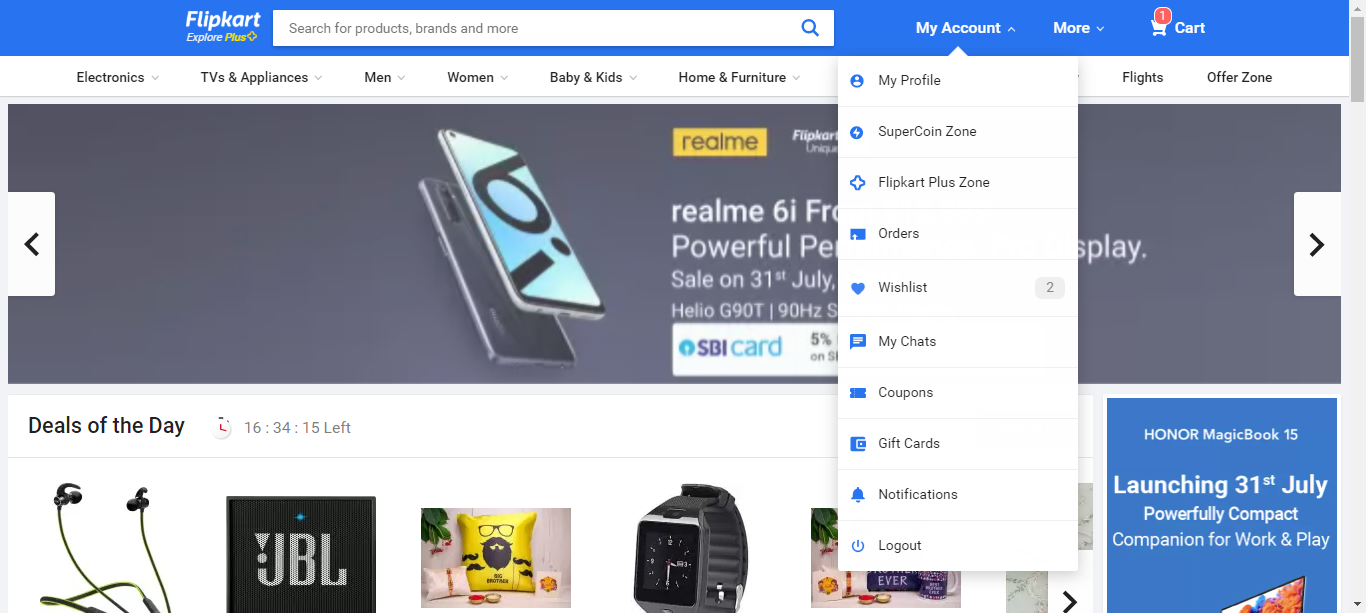 Flipkart
Explore Plus
Search for products, brands and more
My Account
More
1
Cart
Electronics
TVs & Appliances
Men
Women
Baby & Kids
Home & Furniture
Flights
Offer Zone
My Profile
SuperCoin Zone
Flipkart Plus Zone
Orders
Wishlist
2
My Chats
Coupons
Gift Cards
Notifications
Logout
realme
Flipkart
Unique
realme 6i
Powerful
splay.
Sale on 31st July,
Helio G90T | 90Hz
SBI card
5%
on
Deals of the Day
16 : 34 : 15 Left
JBL
BIG
BROTHER
BROTHER
EVER
HONOR MagicBook 15
Launching 31st July
Powerfully Compact
Companion for Work & Play